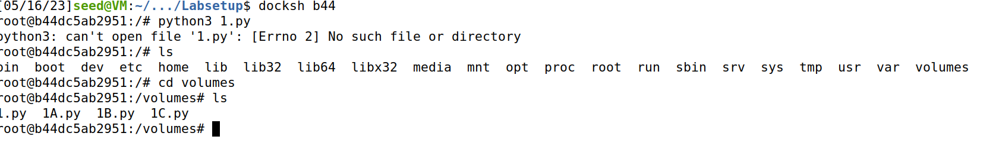 [05/16/23]seed@VM:~/.../Labsetup$ docksh b44
root@b44dc5ab2951:/# python3 1.py
python3: can't open file '1.py': [Errno 2] No such file or directory
root@b44dc5ab2951:/# ls
bin  boot  dev  etc  home  lib  lib32  lib64  libx32  media  mnt  opt  proc  root  run  sbin  srv  sys  tmp  usr  var  volumes
root@b44dc5ab2951:/# cd volumes
root@b44dc5ab2951:/volumes# ls
1.py  1A.py  1B.py  1C.py
root@b44dc5ab2951:/volumes#